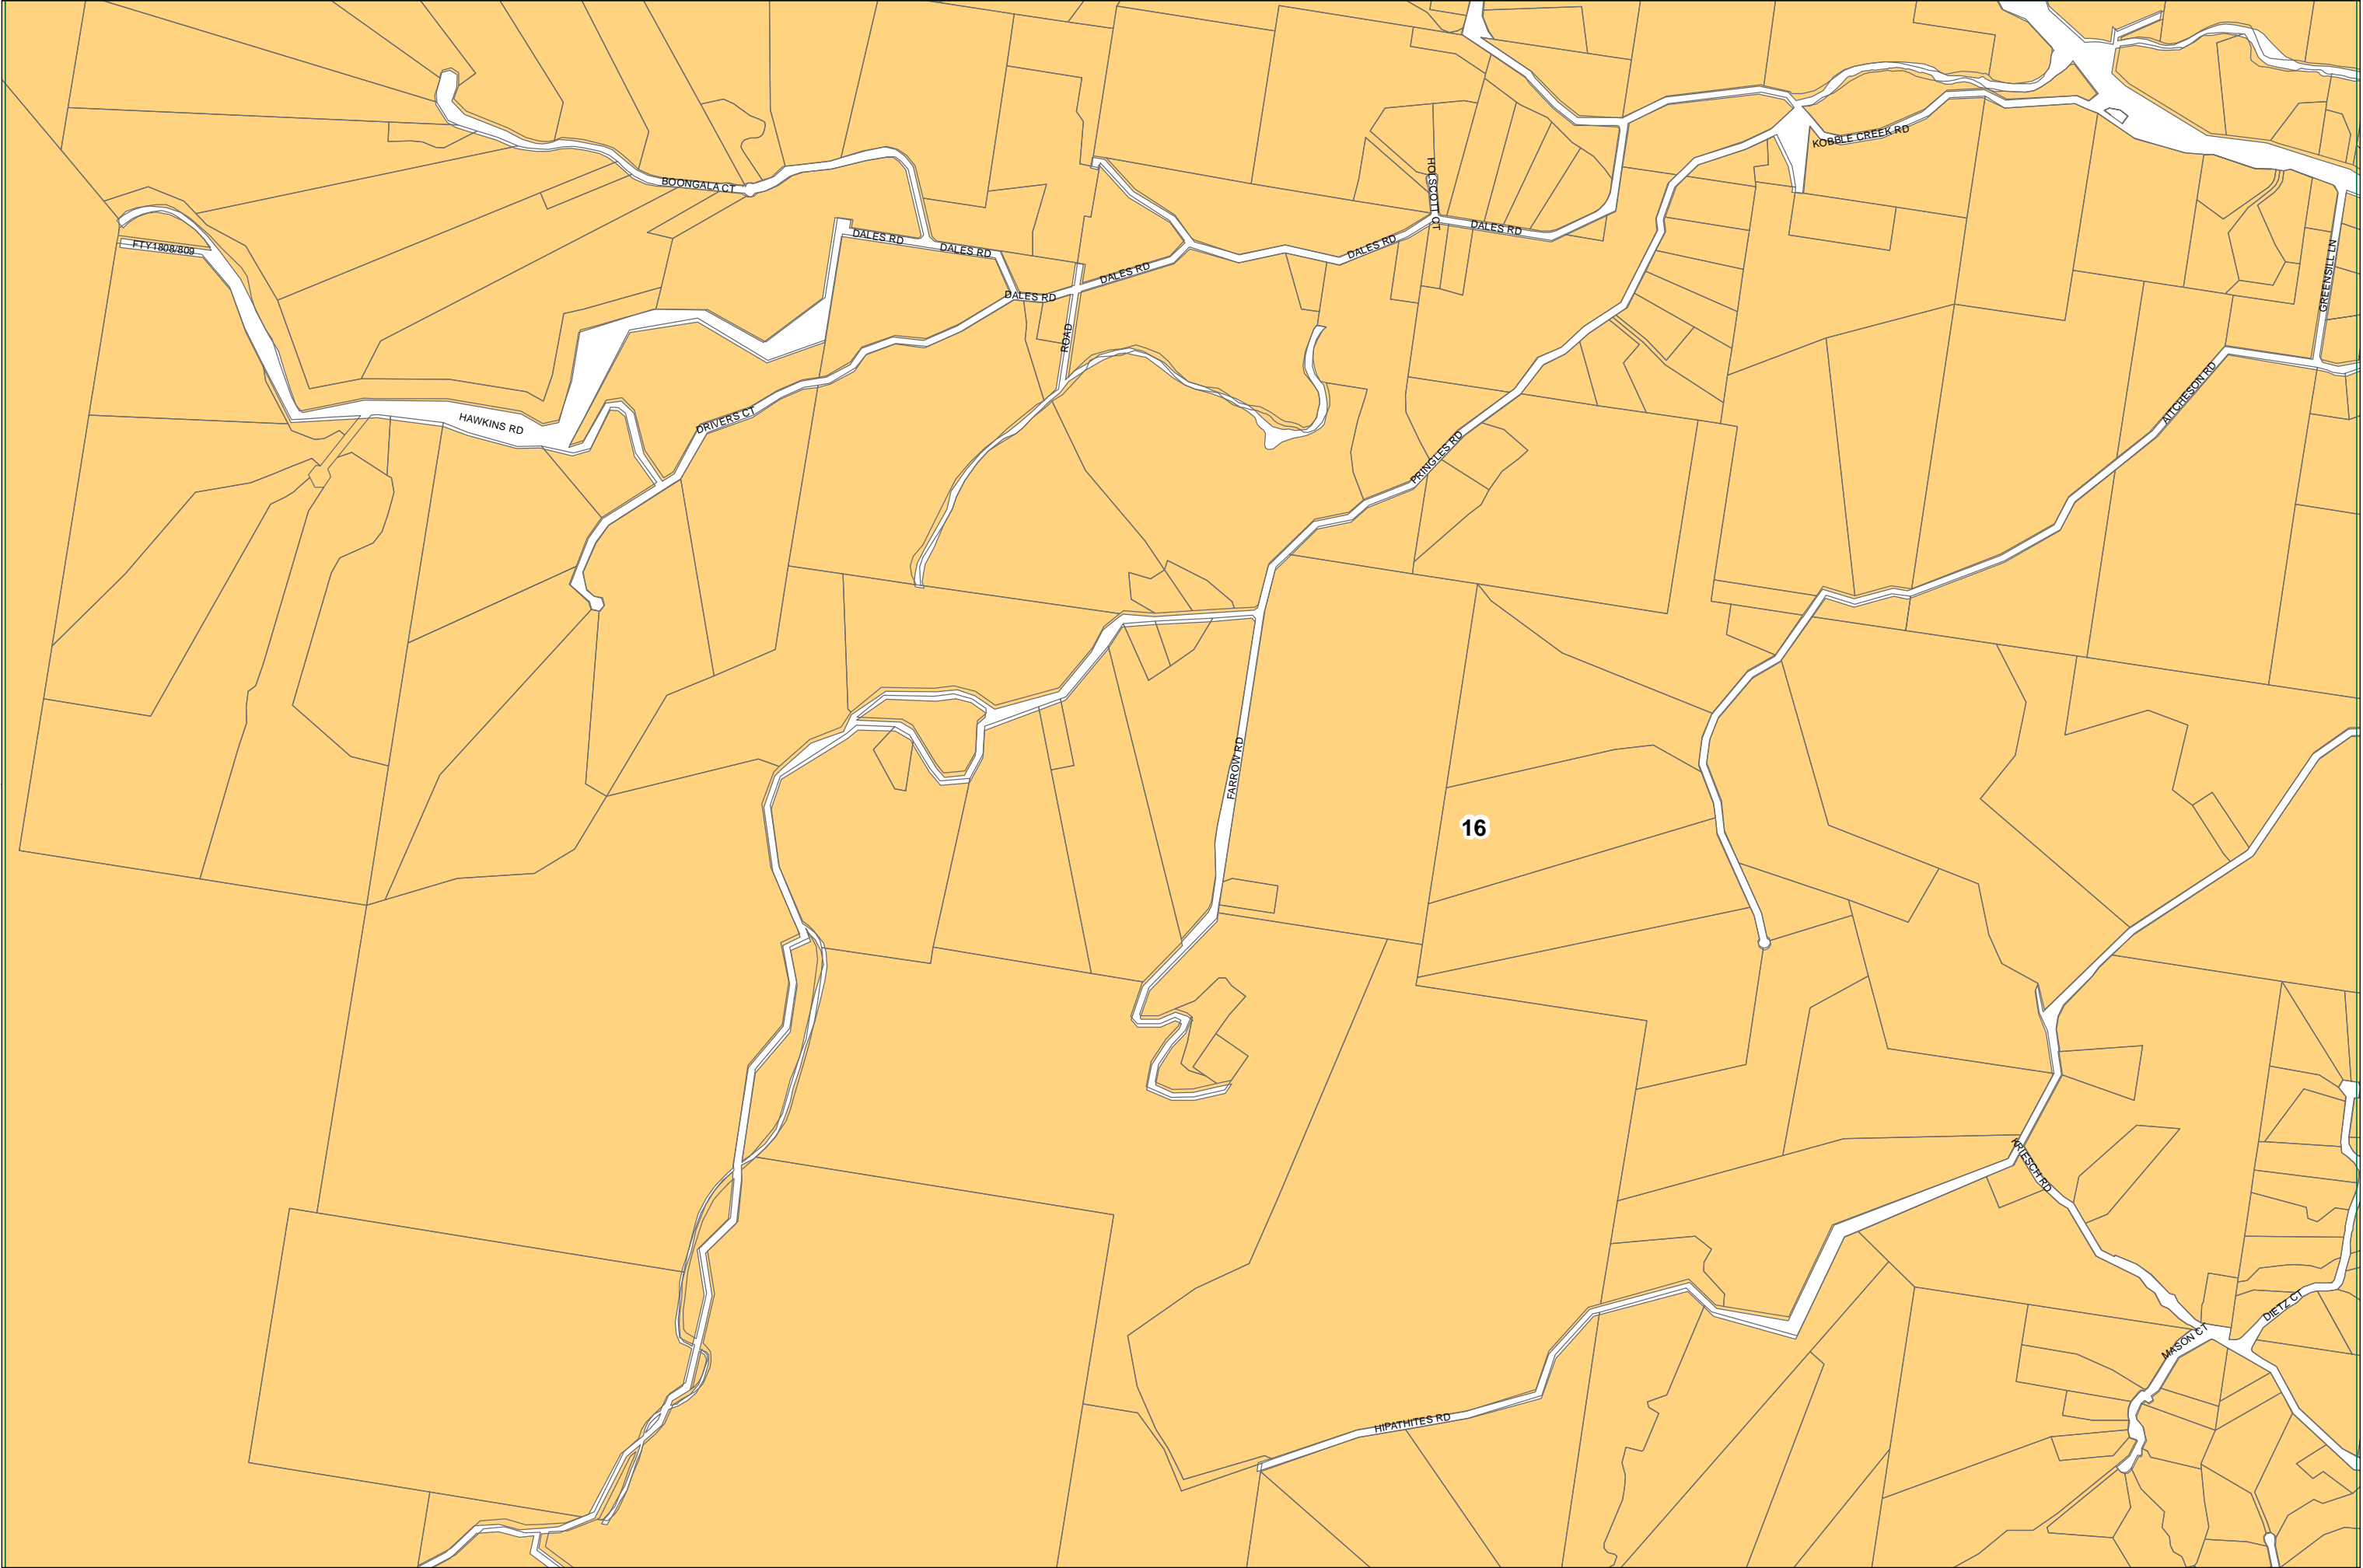 KOBBLE CREEK RD
BOONGALA CT
HOLSCOTT CT
DALES RD
DALES RD
DALES RD
DALES RD
FTY1808/809
DALES RD
DALES RD
GREENSILL LN
ROAD
AITCHESON RD
DRIVERS CT
HAWKINS RD
PRINGLES RD
FARROW RD
16
KRIESCH RD
DIETZ CT
MASON CT
HIPATHITES RD